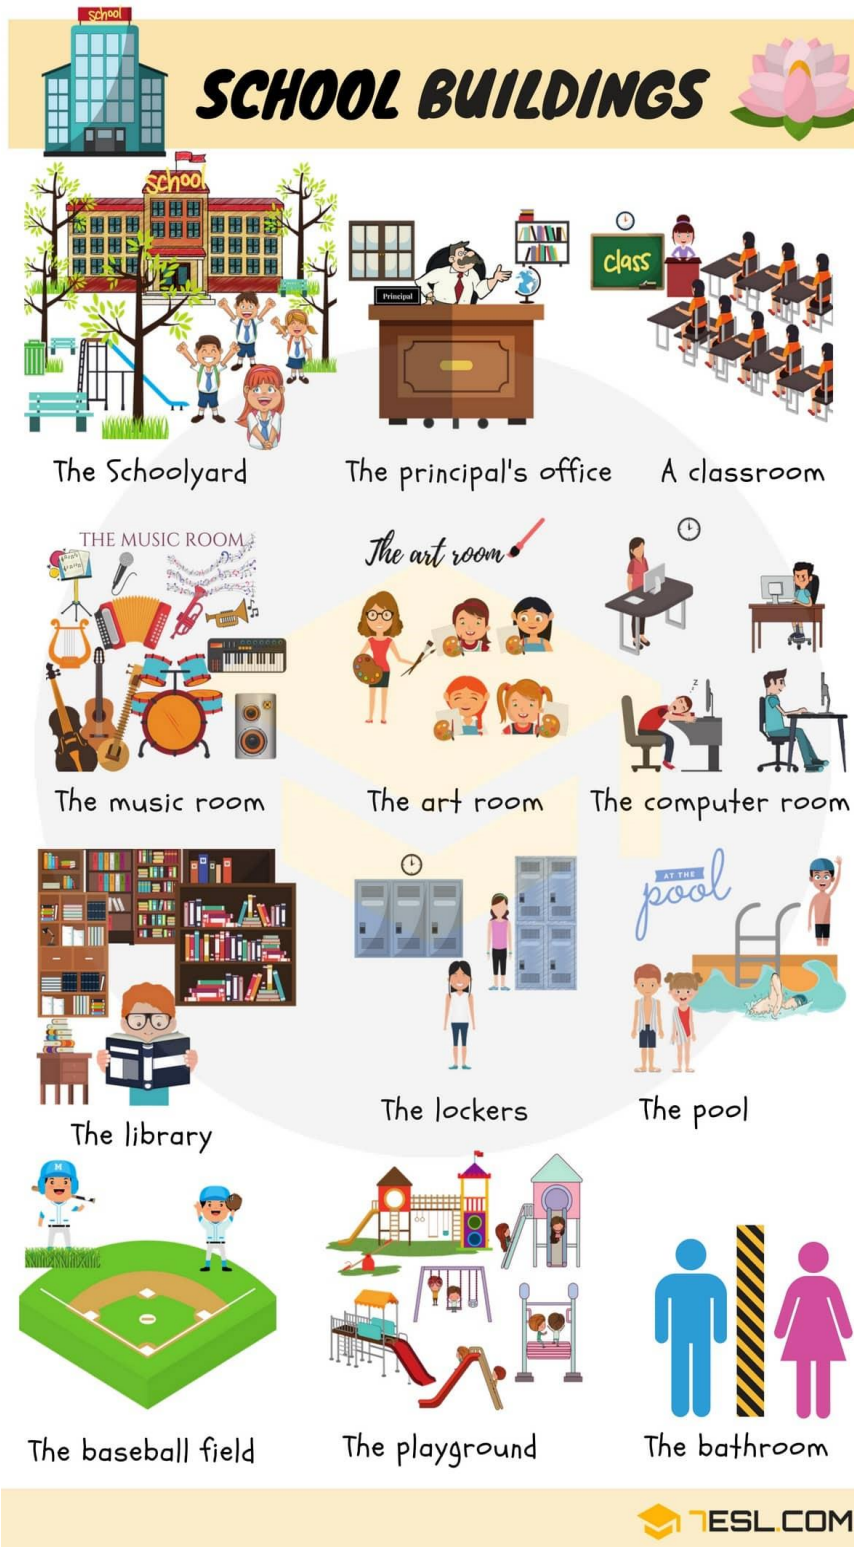 school
SCHOOL BUILDINGS
school
Principal
class
The Schoolyard
The principal's office
A classroom
THE MUSIC ROOM
The art room
z
The music room
The art room
The computer room
AT THE
pool
The library
The lockers
The pool
M
The baseball field
The playground
The bathroom
7ESL.COM